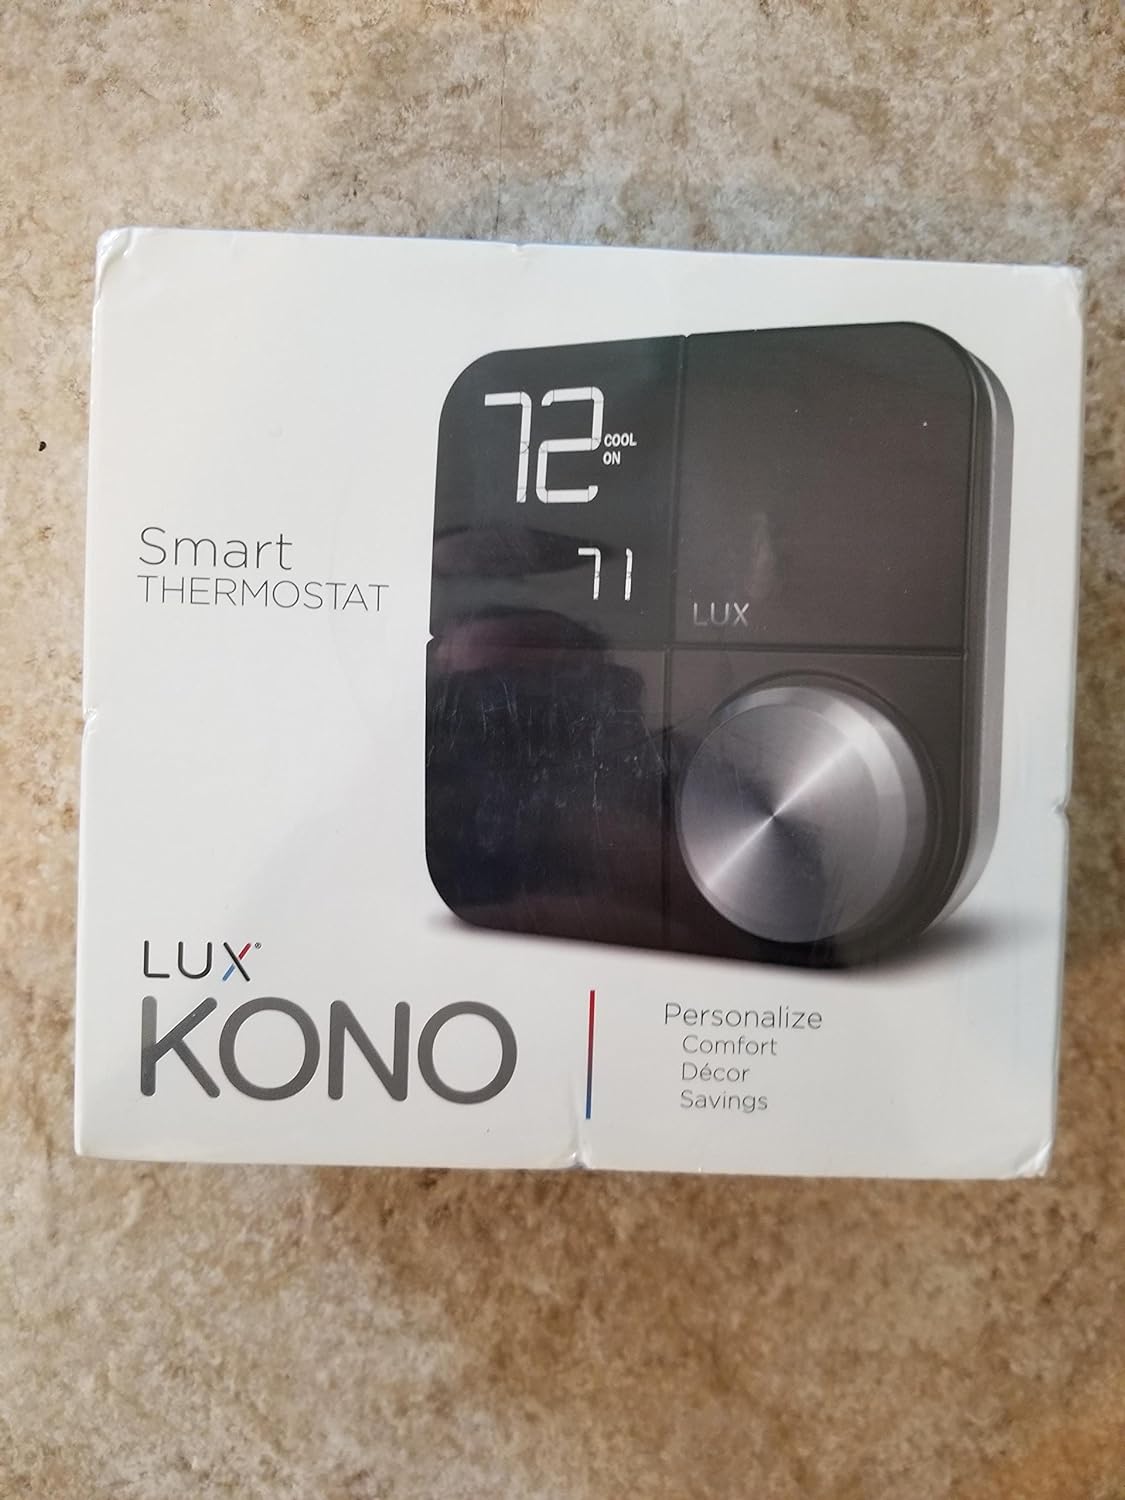 72
COOL
ON
71
LUX
Smart
THERMOSTAT
LUX®
KONO
Personalize
Comfort
Décor
Savings